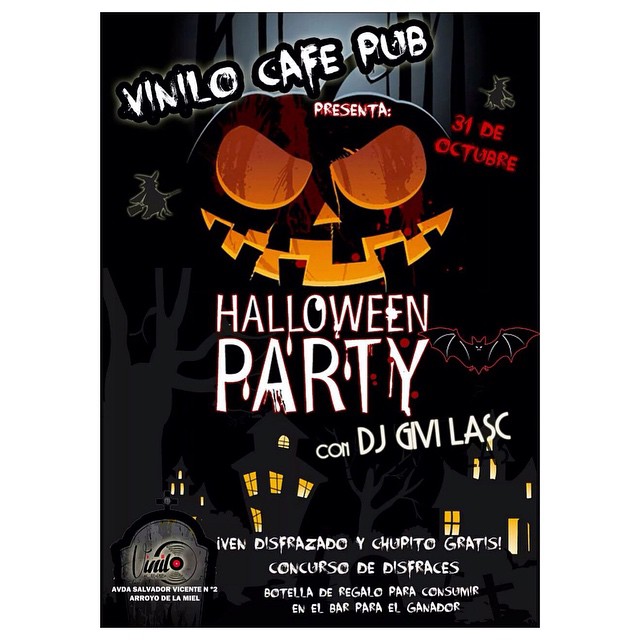 VINILO CAFE PUB
PRESENTA:
31 DE
OCTUBRE
HALLOWEEN
PARTY
CON DJ GIVI LASC
¡VEN DISFRAZADO Y CHUPITO GRATIS!
CONCURSO DE DISFRACES
BOTELLA DE REGALO PARA CONSUMIR
EN EL BAR PARA EL GANADOR
Vinilo
AVDA SALVADOR VICENTE N º2
ARROYO DE LA MIEL